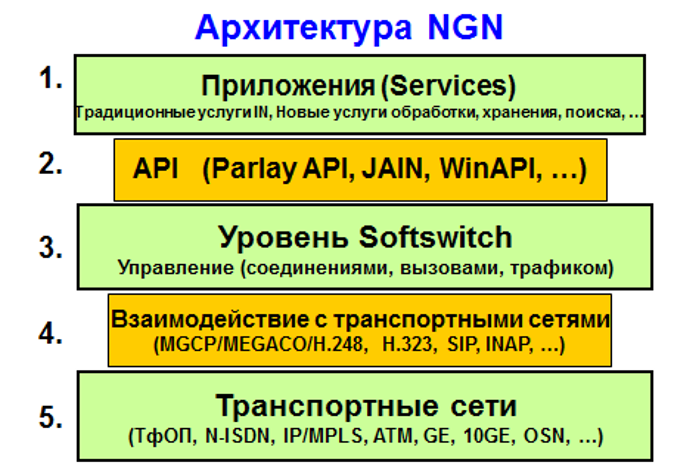 Архитектура NGN
1.
Приложения (Services)
Традиционные услуги IN, Новые услуги обработки, хранения, поиска, ...
2.
API (Parlay API, JAIN, WinAPI, ...)
3.
Уровень Softswitch
Управление (соединениями, вызовами, трафиком)
4.
Взаимодействие с транспортными сетями
(MGCP/MEGACO/H.248, H.323, SIP, INAP, ...)
5.
Транспортные сети
(ТфОП, N-ISDN, IP/MPLS, ATM, GE, 10GE, OSN, ...)